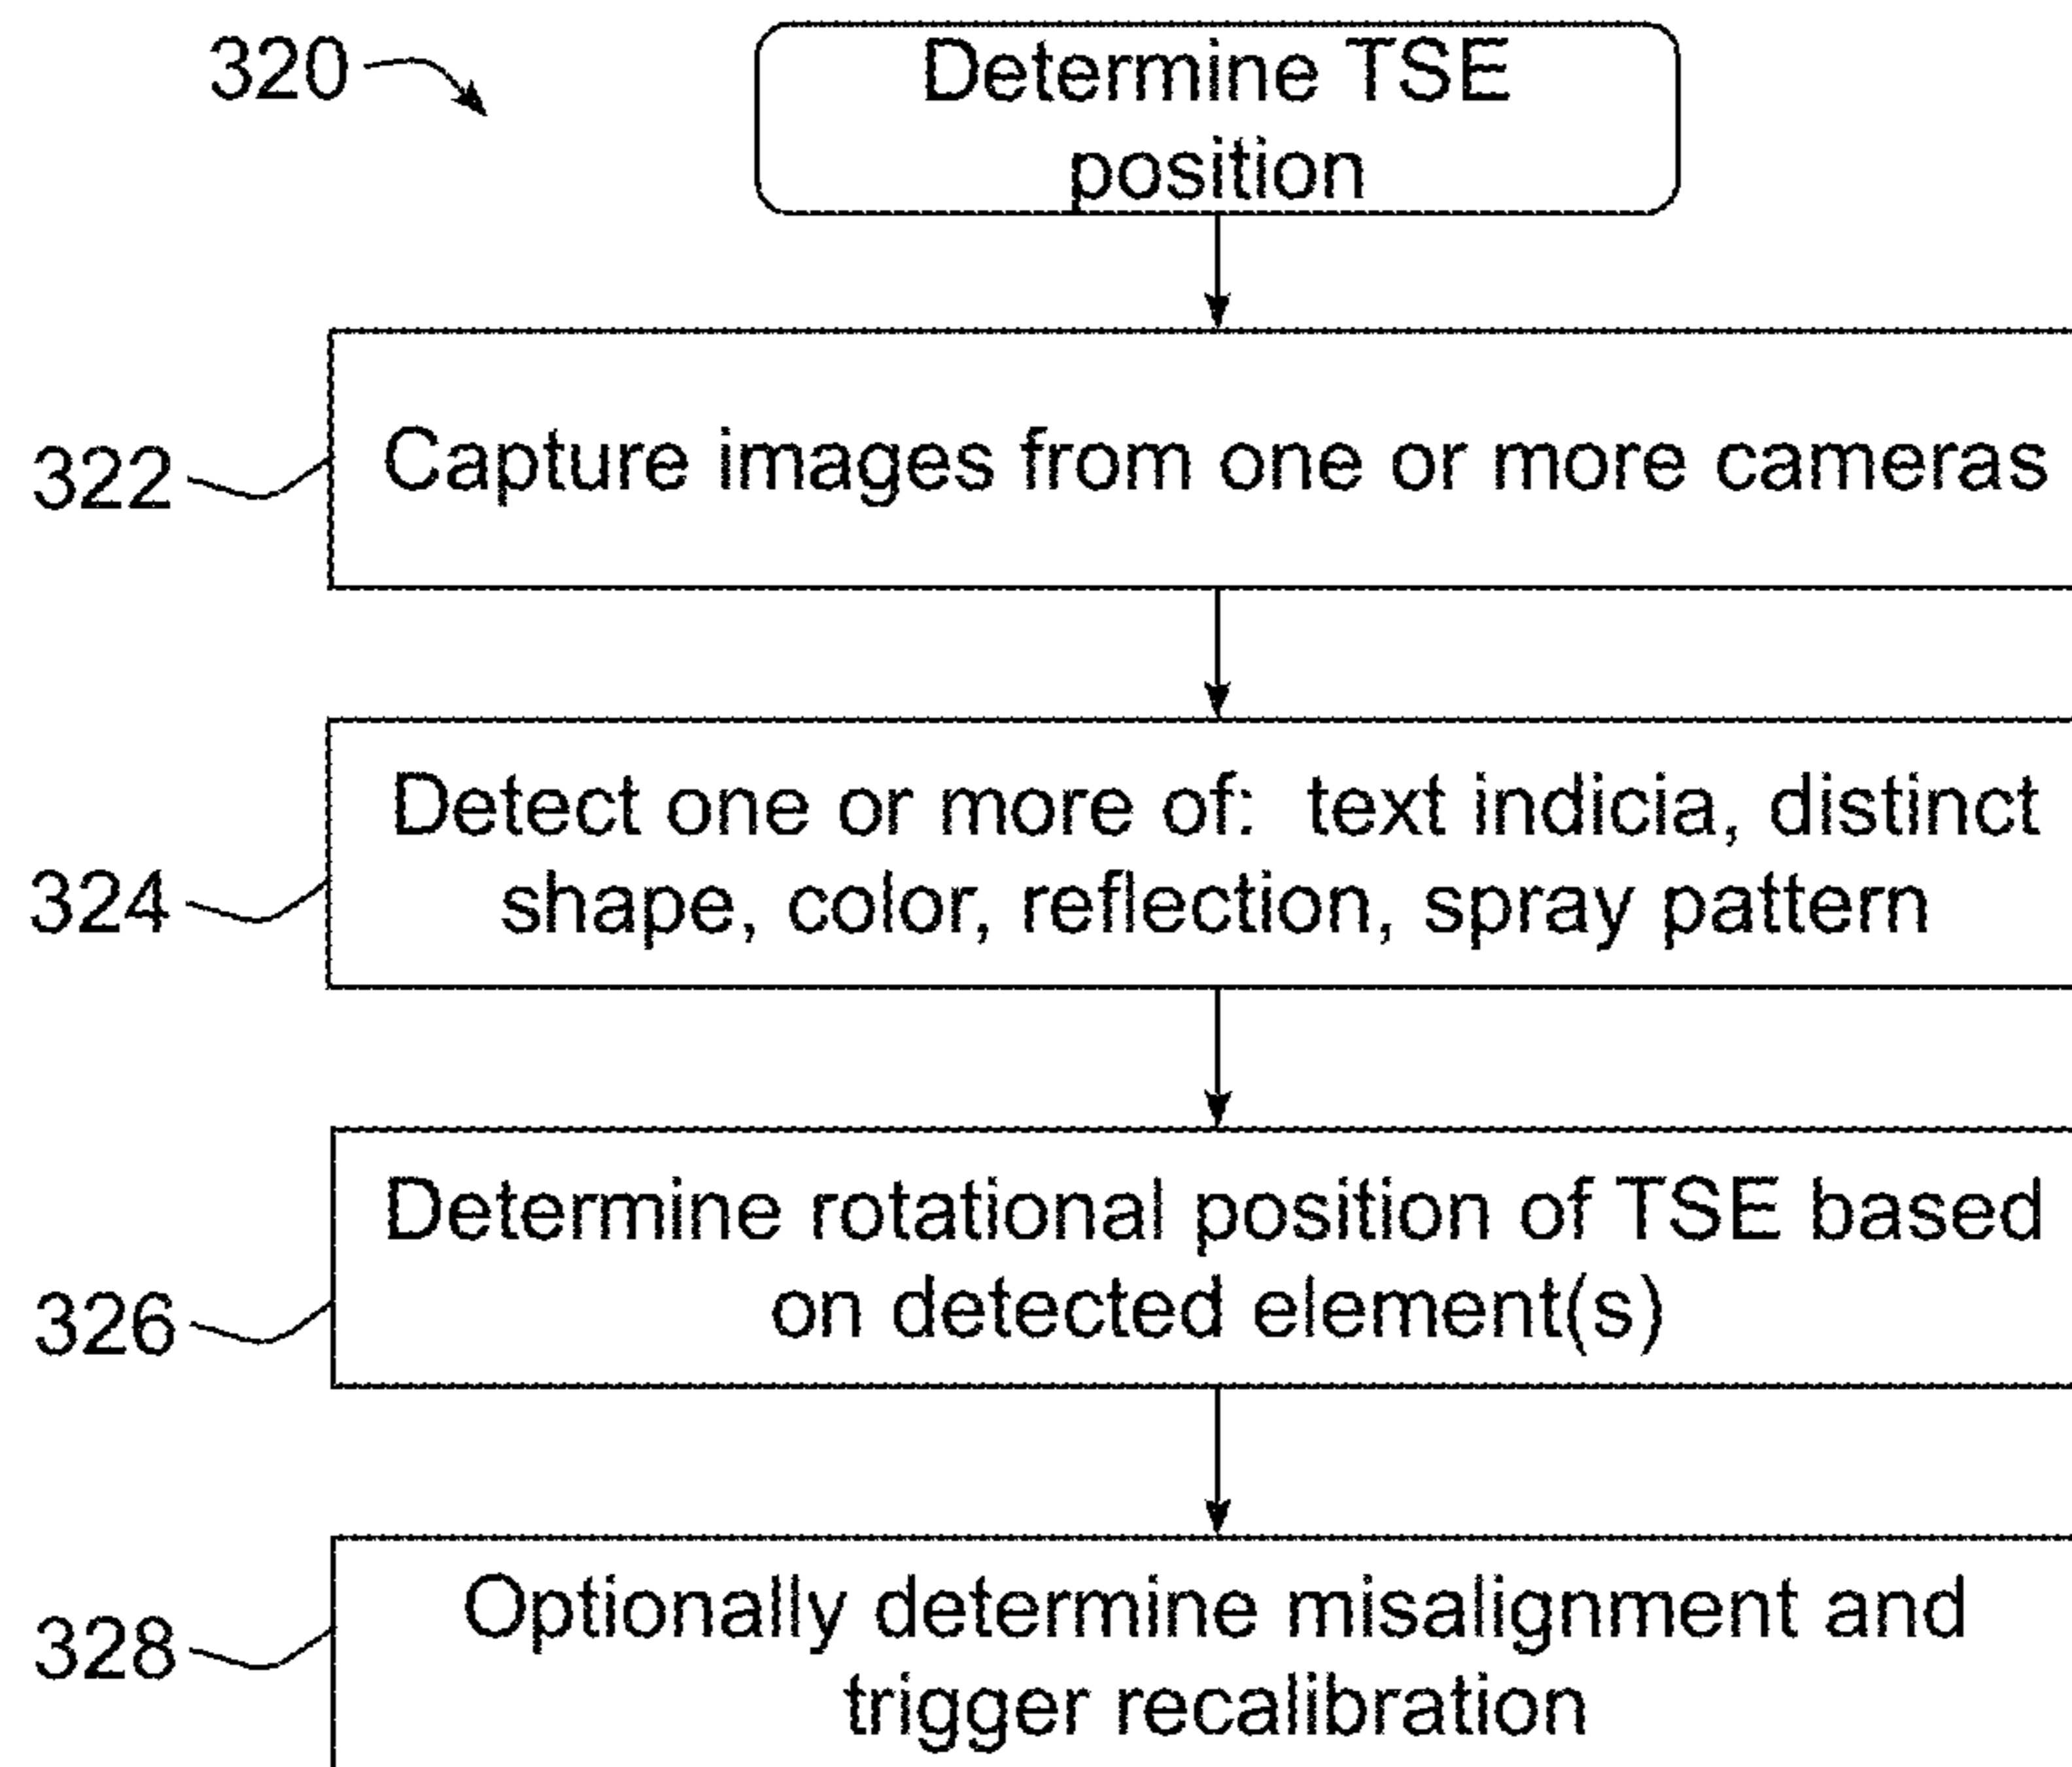 320
Determine TSE
position
322
Capture images from one or more cameras
324
Detect one or more of: text indicia, distinct
shape, color, reflection, spray pattern
326
Determine rotational position of TSE based
on detected element(s)
328
Optionally determine misalignment and
trigger recalibration